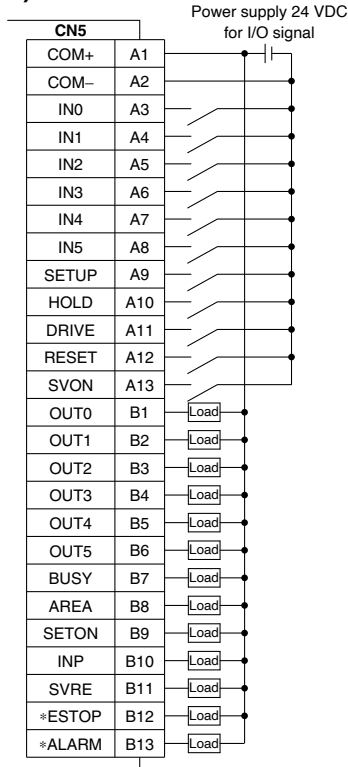 Power supply 24 VDC
for I/O signal
CN5
COM+ A1
COM– A2
IN0 A3
IN1 A4
IN2 A5
IN3 A6
IN4 A7
IN5 A8
SETUP A9
HOLD A10
DRIVE A11
RESET A12
SVON A13
OUT0 B1 Load
OUT1 B2 Load
OUT2 B3 Load
OUT3 B4 Load
OUT4 B5 Load
OUT5 B6 Load
BUSY B7 Load
AREA B8 Load
SETON B9 Load
INP B10 Load
SVRE B11 Load
∗ESTOP B12 Load
∗ALARM B13 Load